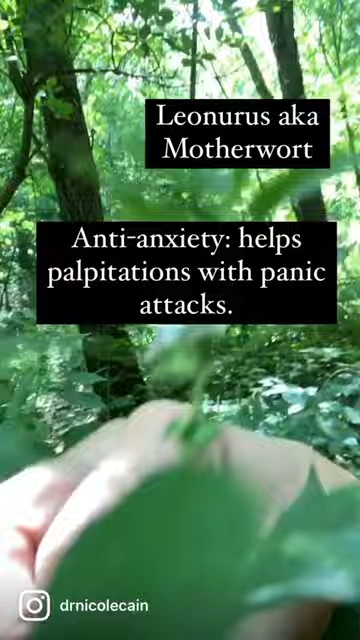 Leonurus aka
Motherwort
Anti-anxiety: helps
palpitations with panic
attacks.
drnicolecain